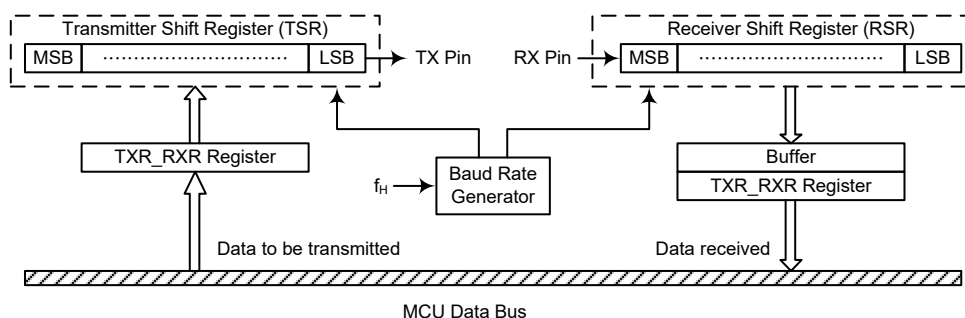 Transmitter Shift Register (TSR)
MSB ………………………… LSB
TX Pin
RX Pin
Receiver Shift Register (RSR)
MSB ………………………… LSB
TXR_RXR Register
fH
Baud Rate
Generator
Buffer
TXR_RXR Register
Data to be transmitted
Data received
MCU Data Bus